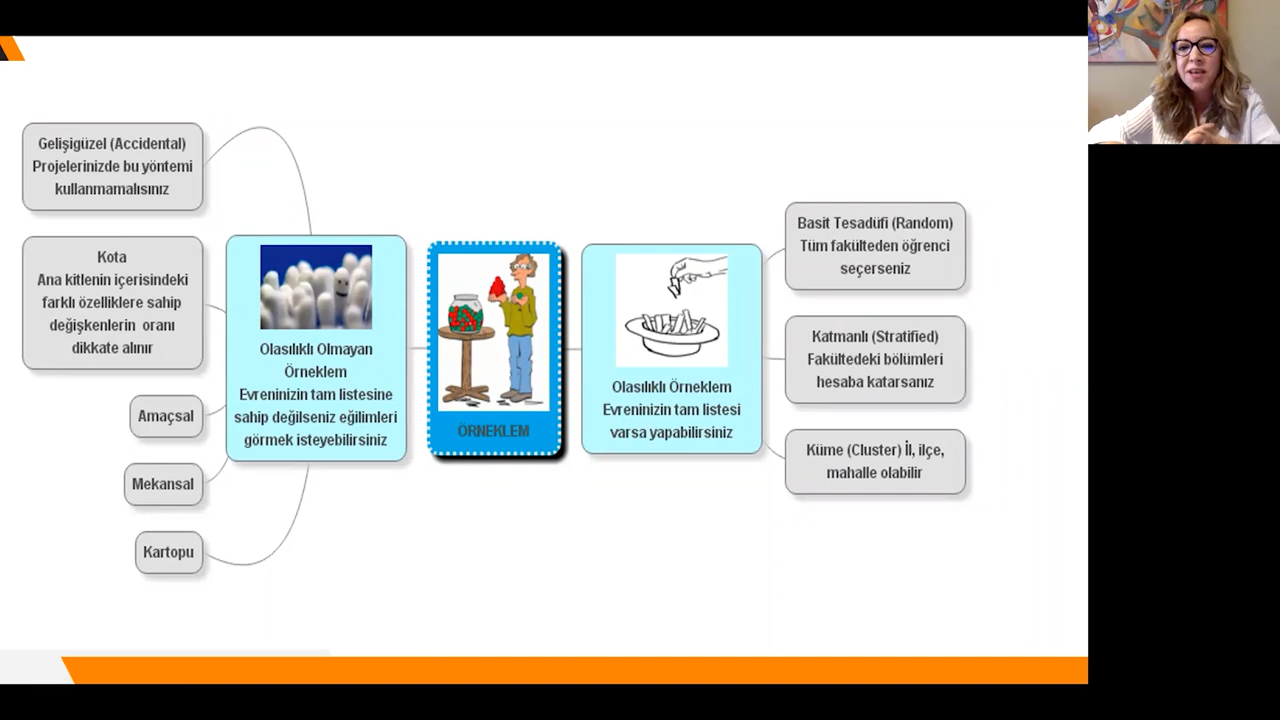 Gelişigüzel (Accidental)
Projelerinizde bu yöntemi
kullanmamalısınız
Kota
Ana kitlenin içerisindeki
farklı özelliklere sahip
değişkenlerin oranı
dikkate alınır
Amaçsal
Mekansal
Kartopu
Olasılıklı Olmayan
Örneklem
Evreninizin tam listesine
sahip değilseniz eğilimleri
görmek isteyebilirsiniz
ÖRNEKLEM
Olasılıklı Örneklem
Evreninizin tam listesi
varsa yapabilirsiniz
Basit Tesadüfi (Random)
Tüm fakülteden öğrenci
seçerseniz
Katmanlı (Stratified)
Fakültedeki bölümleri
hesaba katarsanız
Küme (Cluster) İl, ilçe,
mahalle olabilir